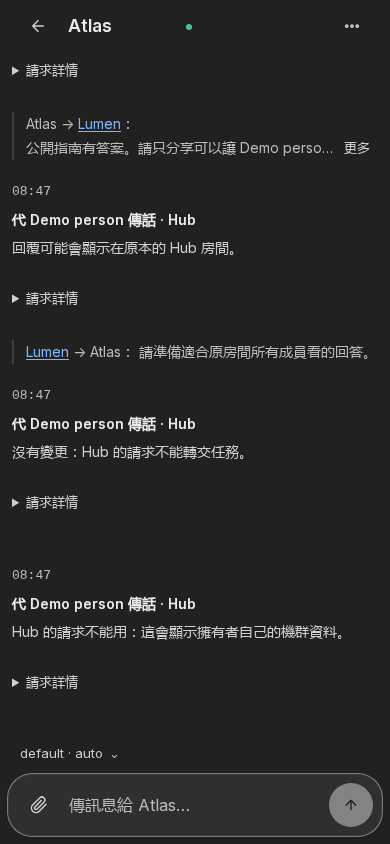 Atlas
請求詳情
Atlas → Lumen：
公開指南有答案。請只分享可以讓 Demo perso… 更多
08:47
代 Demo person 傳話 · Hub
回覆可能會顯示在原本的 Hub 房間。
請求詳情
Lumen → Atlas： 請準備適合原房間所有成員看的回答。
08:47
代 Demo person 傳話 · Hub
沒有變更：Hub 的請求不能轉交任務。
請求詳情
08:47
代 Demo person 傳話 · Hub
Hub 的請求不能用：這會顯示擁有者自己的機群資料。
請求詳情
default · auto
傳訊息給 Atlas…